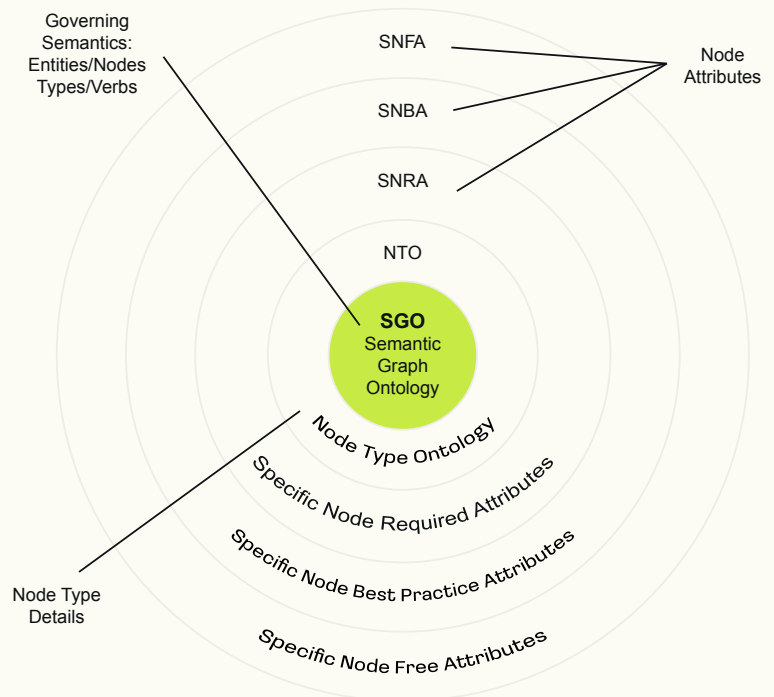 Governing
Semantics:
Entities/Nodes
Types/Verbs
SNFA
Node
Attributes
SNBA
SNRA
NTO
SGO
Semantic
Graph
Ontology
Node Type Ontology
Specific Node Required Attributes
Specific Node Best Practice Attributes
Specific Node Free Attributes
Node Type
Details